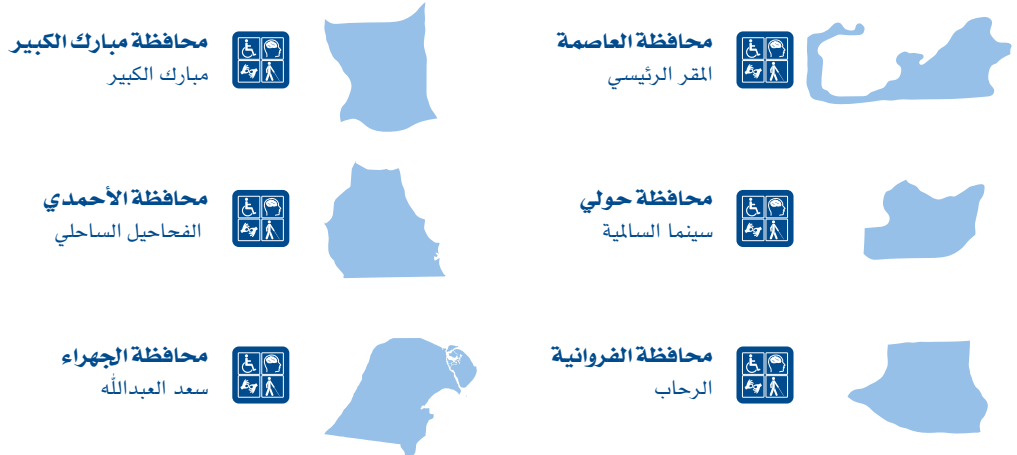 محافظة العاصمة
المقر الرئيسي
محافظة مبارك الكبير
مبارك الكبير
محافظة حولي
سينما السالمية
محافظة الأحمدي
الفحاحيل الساحلي
محافظة الفروانية
الرحاب
محافظة الجهراء
سعد العبدالله